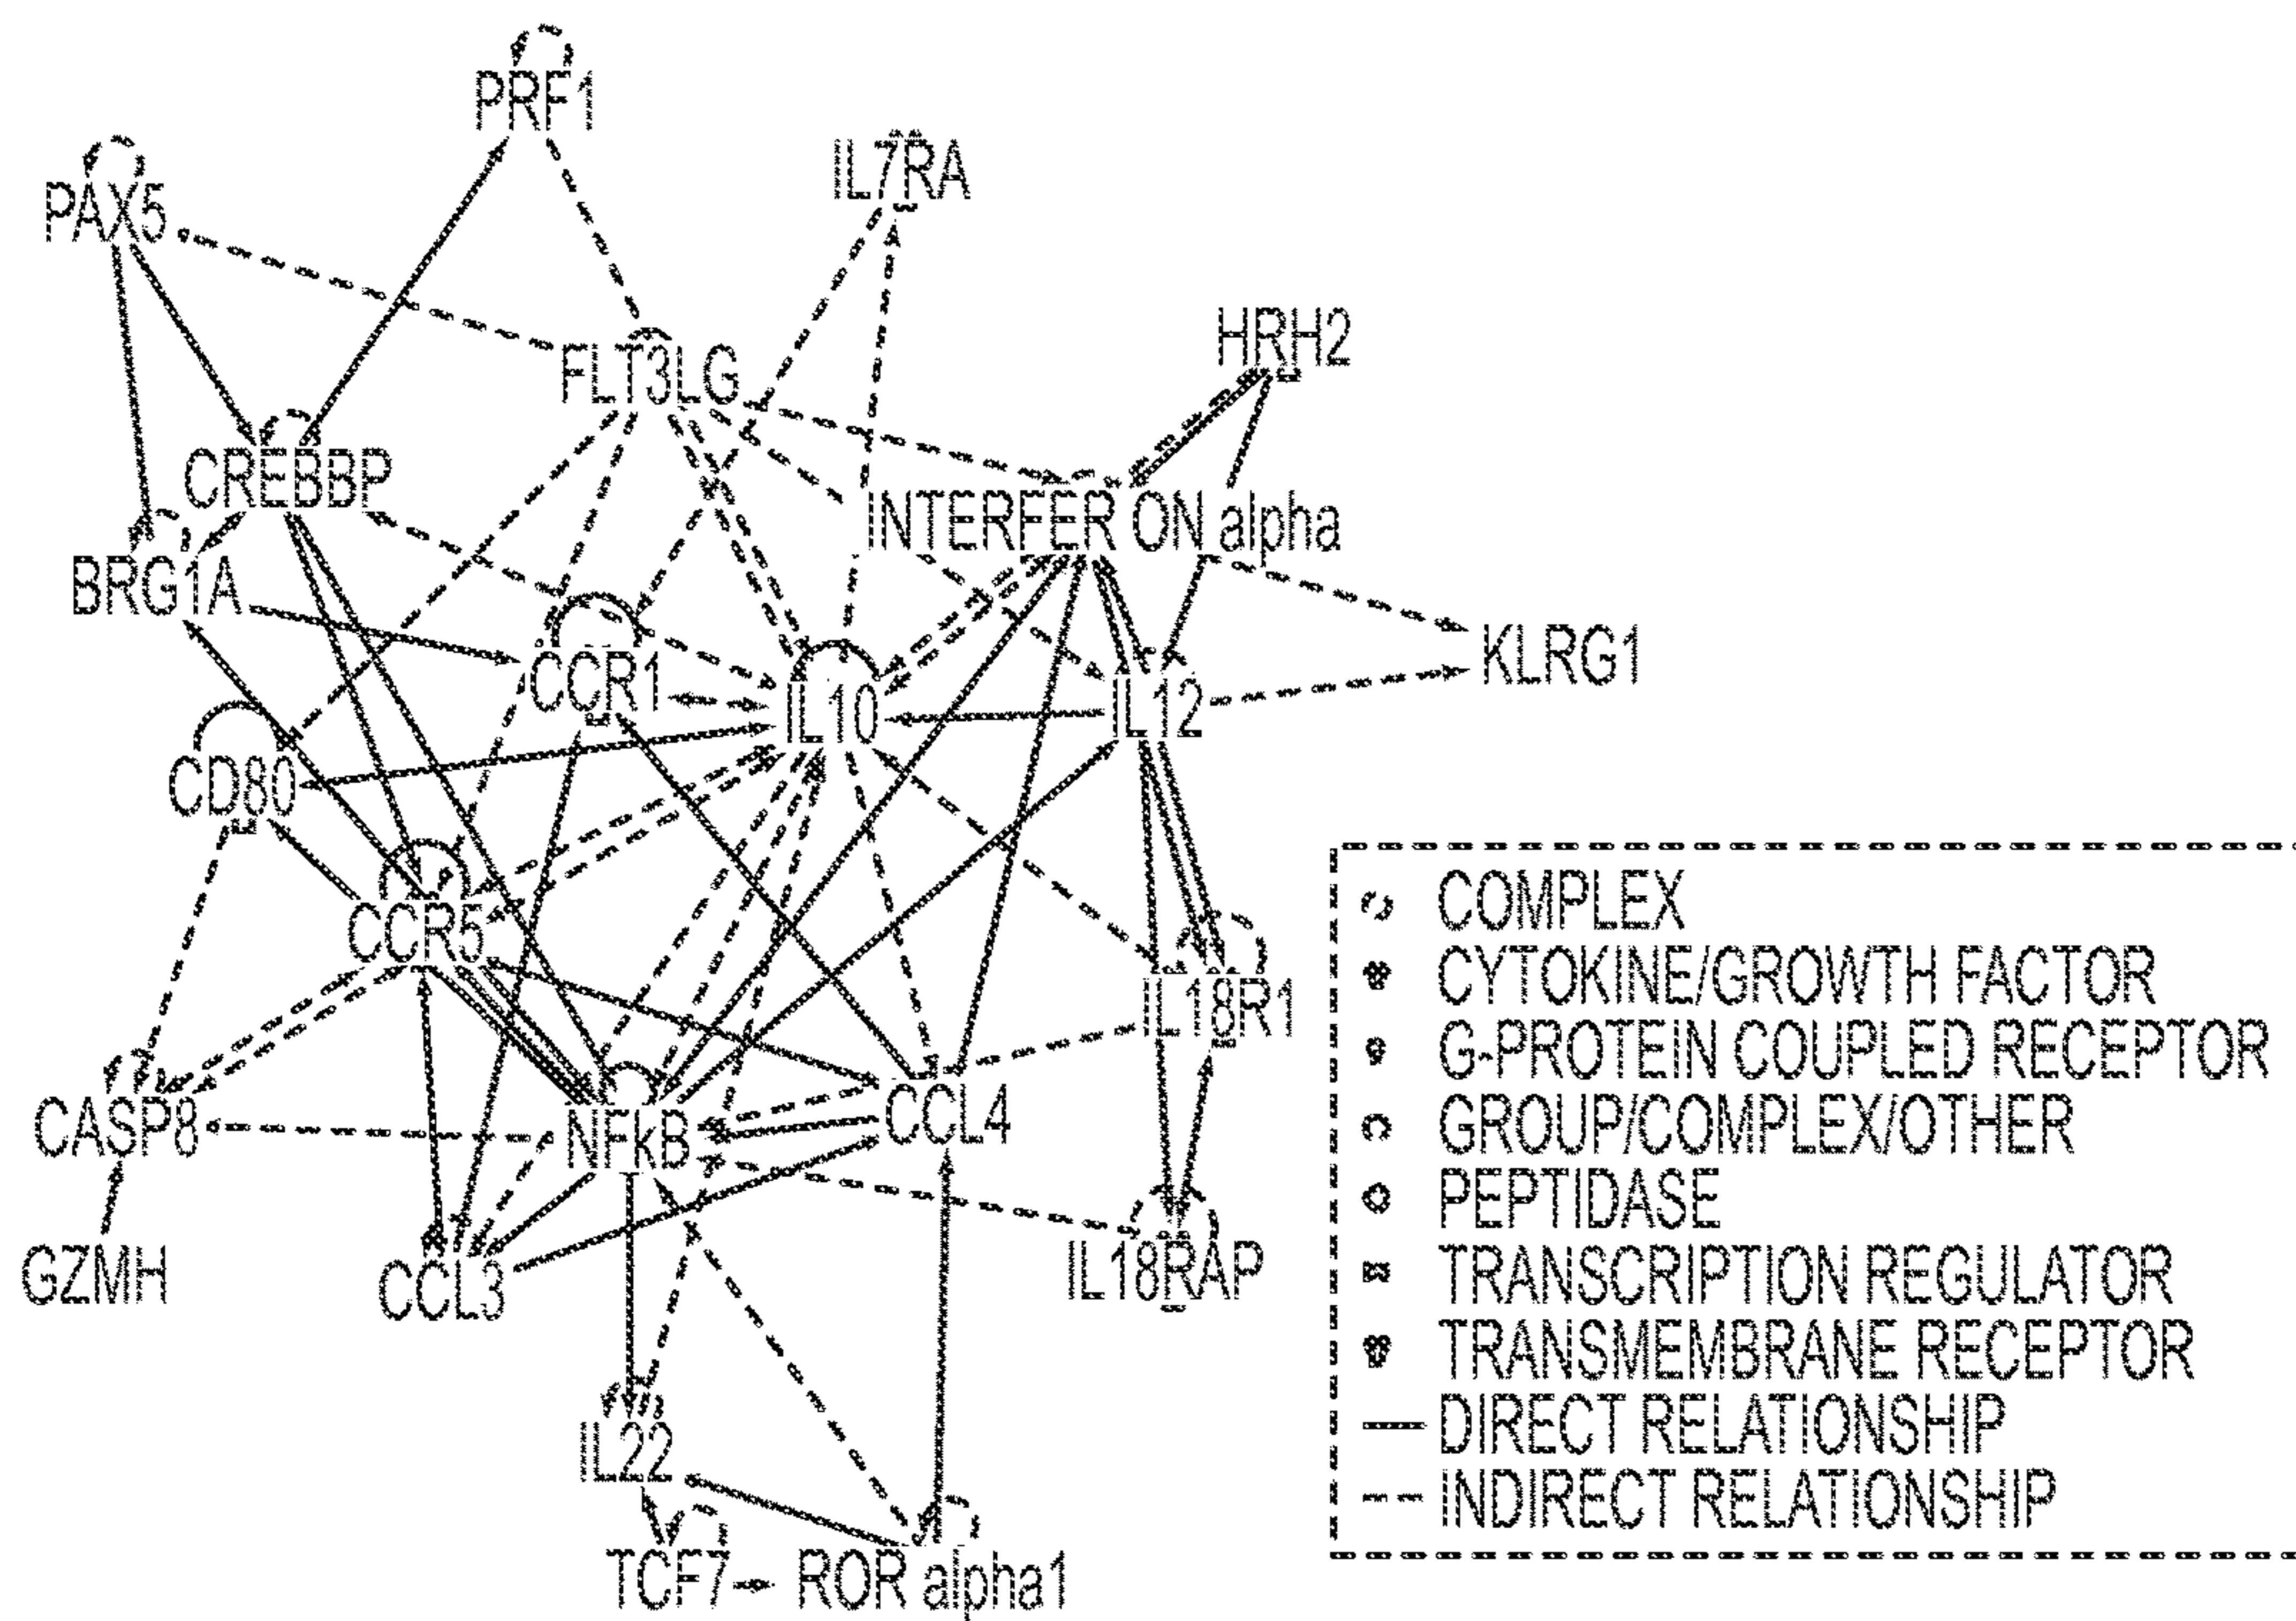 PRF1
IL7RA
PAX5
HRH2
FLT3LG
CREBBP
INTERFER ON alpha
BRG1A
KLRG1
CCR1
IL10
IL12
CD80
CCR5
IL18R1
CASP8
NFkB
CCL4
GZMH
CCL3
IL18RAP
IL22
TCF7
ROR alpha1
COMPLEX
CYTOKINE/GROWTH FACTOR
G-PROTEIN COUPLED RECEPTOR
GROUP/COMPLEX/OTHER
PEPTIDASE
TRANSCRIPTION REGULATOR
TRANSMEMBRANE RECEPTOR
DIRECT RELATIONSHIP
INDIRECT RELATIONSHIP